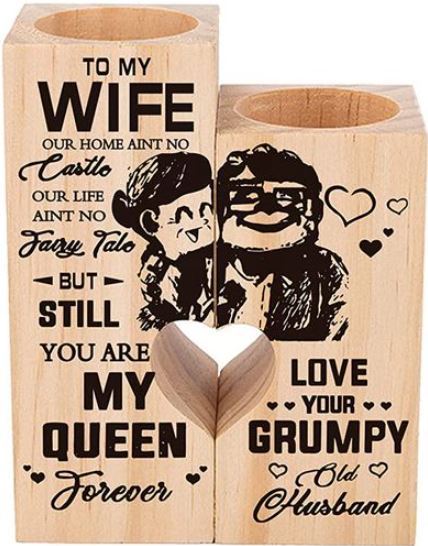 TO MY
WIFE
OUR HOME AINT NO
Castle
OUR LIFE
AINT NO
Fairy Tale
BUT
STILL
YOU ARE
MY
QUEEN
Forever
LOVE
YOUR
GRUMPY
Old
Husband